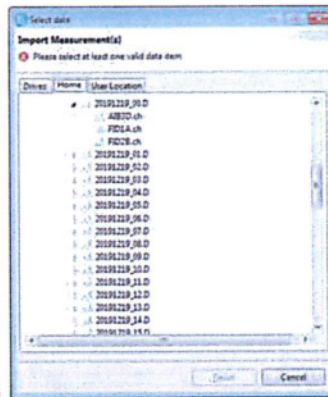 Select data
Import Measurement(s)
Please select at least one valid data item
Drives Home User Location
20191219_00.D
AIB2D.ch
FID1A.ch
FID2B.ch
20191219_01.D
20191219_02.D
20191219_03.D
20191219_04.D
20191219_05.D
20191219_06.D
20191219_07.D
20191219_08.D
20191219_09.D
20191219_10.D
20191219_11.D
20191219_12.D
20191219_13.D
20191219_14.D
20191219_15.D
Finish Cancel